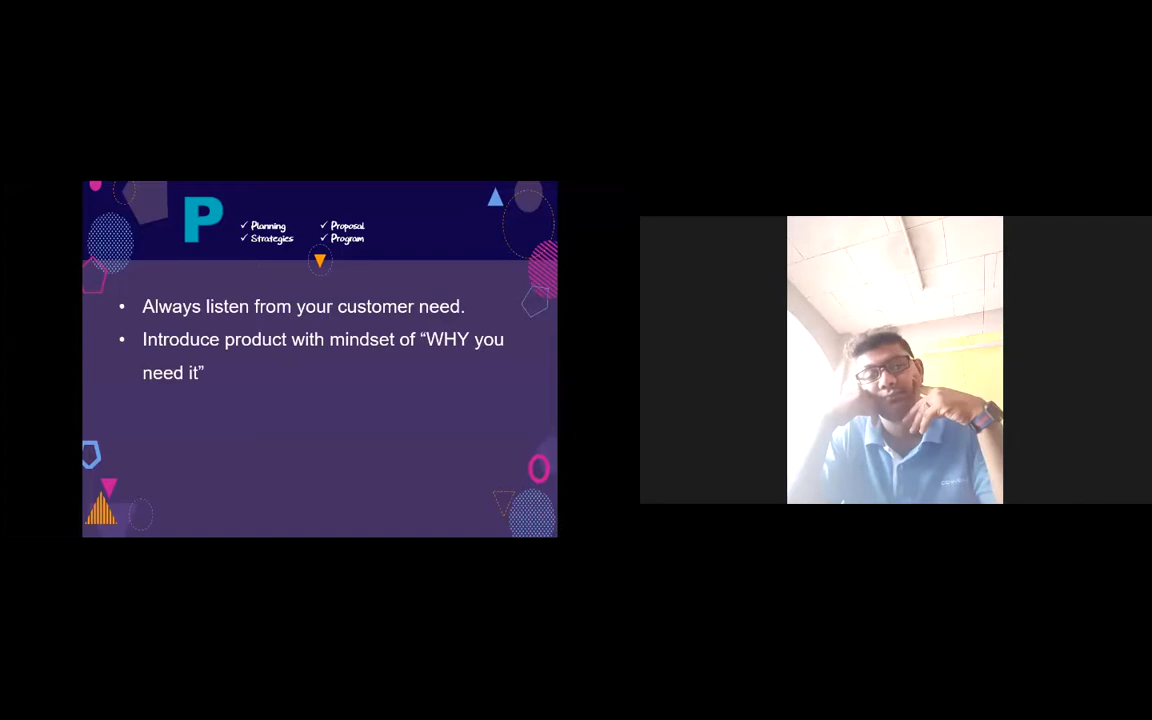 P
✓ Planning ✓ Proposal
✓ Strategies ✓ Program
• Always listen from your customer need.
• Introduce product with mindset of “WHY you
need it”